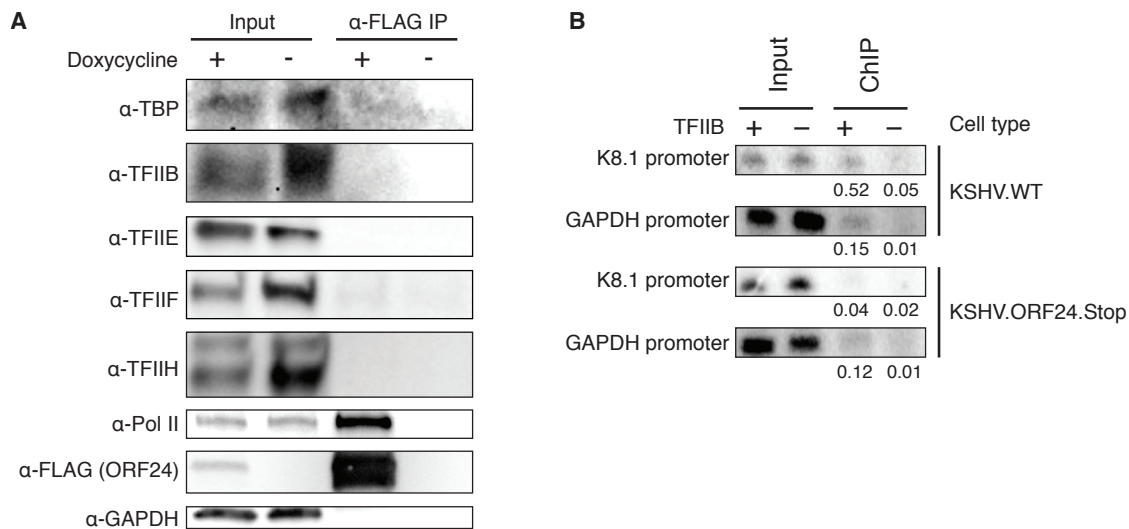 A
Input α-FLAG IP
Doxycycline + - + -
α-TBP
α-TFIIB
α-TFIIE
α-TFIIF
α-TFIIH
α-Pol II
α-FLAG (ORF24)
α-GAPDH
B
Input ChIP
TFIIB + − + − Cell type
K8.1 promoter
0.52 0.05
KSHV.WT
GAPDH promoter
0.15 0.01
K8.1 promoter
0.04 0.02
KSHV.ORF24.Stop
GAPDH promoter
0.12 0.01